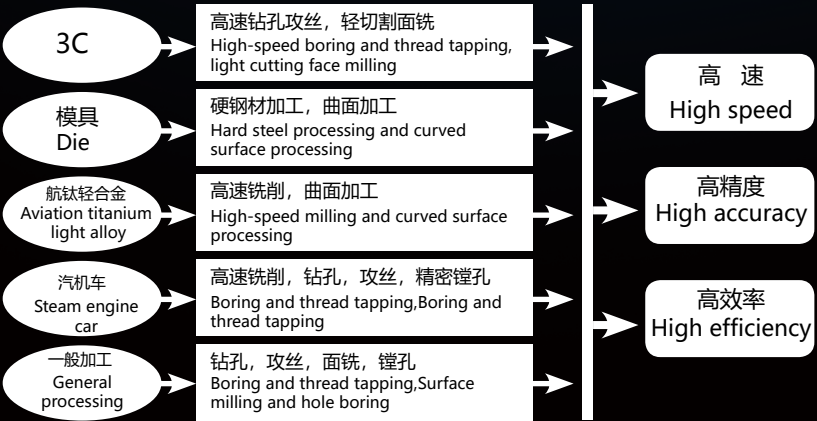 3C
高速钻孔攻丝，轻切割面铣
High-speed boring and thread tapping,
light cutting face milling
模具
Die
硬钢材加工，曲面加工
Hard steel processing and curved
surface processing
航钛轻合金
Aviation titanium
light alloy
高速铣削，曲面加工
High-speed milling and curved surface
processing
汽机车
Steam engine
car
高速铣削，钻孔，攻丝，精密镗孔
Boring and thread tapping,Boring and
thread tapping
一般加工
General
processing
钻孔，攻丝，面铣，镗孔
Boring and thread tapping,Surface
milling and hole boring
高 速
High speed
高精度
High accuracy
高效率
High efficiency